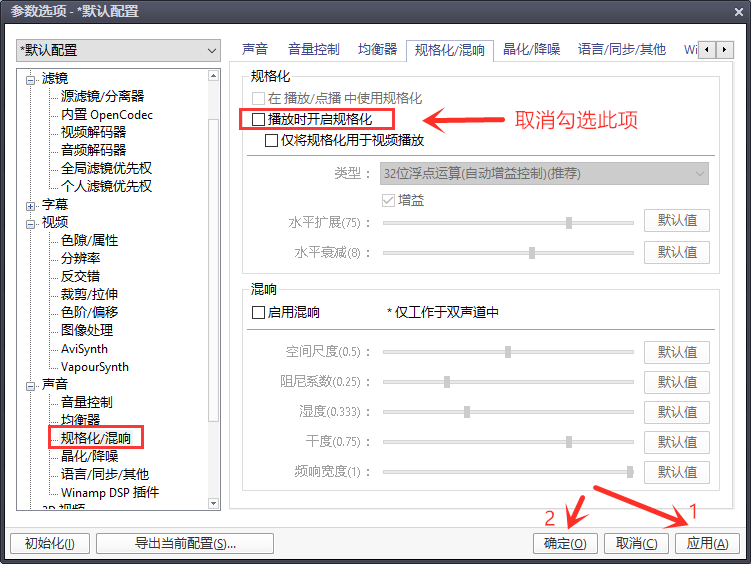 参数选项 - *默认配置
*默认配置
滤镜
源滤镜/分离器
内置 OpenCodec
视频解码器
音频解码器
全局滤镜优先权
个人滤镜优先权
字幕
视频
色隙/属性
分辨率
反交错
裁剪/拉伸
色阶/偏移
图像处理
AviSynth
VapourSynth
声音
音量控制
均衡器
规格化/混响
晶化/降噪
语言/同步/其他
Winamp DSP 插件
声音 音量控制 均衡器 规格化/混响 晶化/降噪 语言/同步/其他 Wi
规格化
在 播放/点播 中使用规格化
播放时开启规格化
取消勾选此项
仅将规格化用于视频播放
类型： 32位浮点运算(自动增益控制)(推荐)
增益
水平扩展(75)： 默认值
水平衰减(8)： 默认值
混响
启用混响 * 仅工作于双声道中
空间尺度(0.5)： 默认值
阻尼系数(0.25)： 默认值
湿度(0.333)： 默认值
干度(0.75)： 默认值
频响宽度(1)： 默认值
2 1
初始化(I) 导出当前配置(S)... 确定(O) 取消(C) 应用(A)